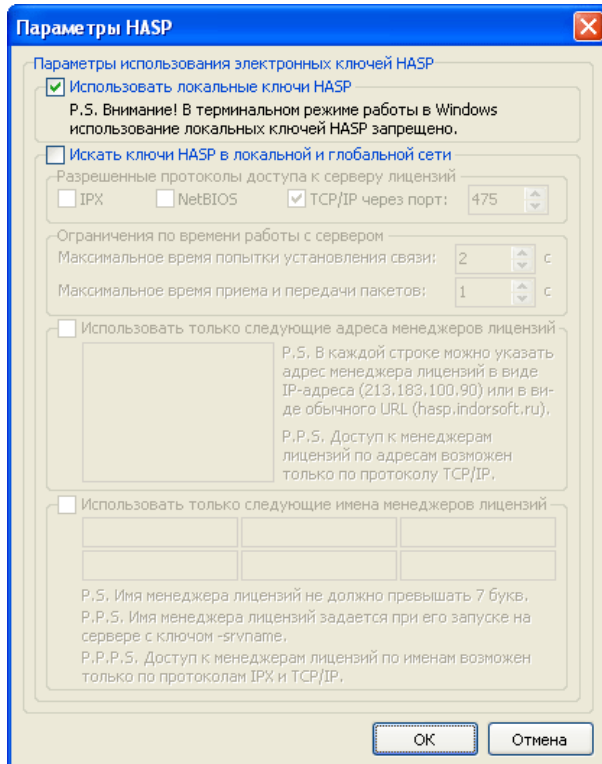 Параметры HASP
Параметры использования электронных ключей HASP
Использовать локальные ключи HASP
P.S. Внимание! В терминальном режиме работы в Windows
использование локальных ключей HASP запрещено.
Искать ключи HASP в локальной и глобальной сети
Разрешенные протоколы доступа к серверу лицензий
IPX NetBIOS TCP/IP через порт: 475
Ограничения по времени работы с сервером
Максимальное время попытки установления связи: 2 с
Максимальное время приема и передачи пакетов: 1 с
Использовать только следующие адреса менеджеров лицензий
P.S. В каждой строке можно указать
адрес менеджера лицензий в виде
IP-адреса (213.183.100.90) или в ви-
де обычного URL (hasp.indorsoft.ru).
P.P.S. Доступ к менеджерам
лицензий по адресам возможен
только по протоколу TCP/IP.
Использовать только следующие имена менеджеров лицензий
P.S. Имя менеджера лицензий не должно превышать 7 букв.
P.P.S. Имя менеджера лицензий задается при его запуске на
сервере с ключом -srvname.
P.P.P.S. Доступ к менеджерам лицензий по именам возможен
только по протоколам IPX и TCP/IP.
ОК Отмена